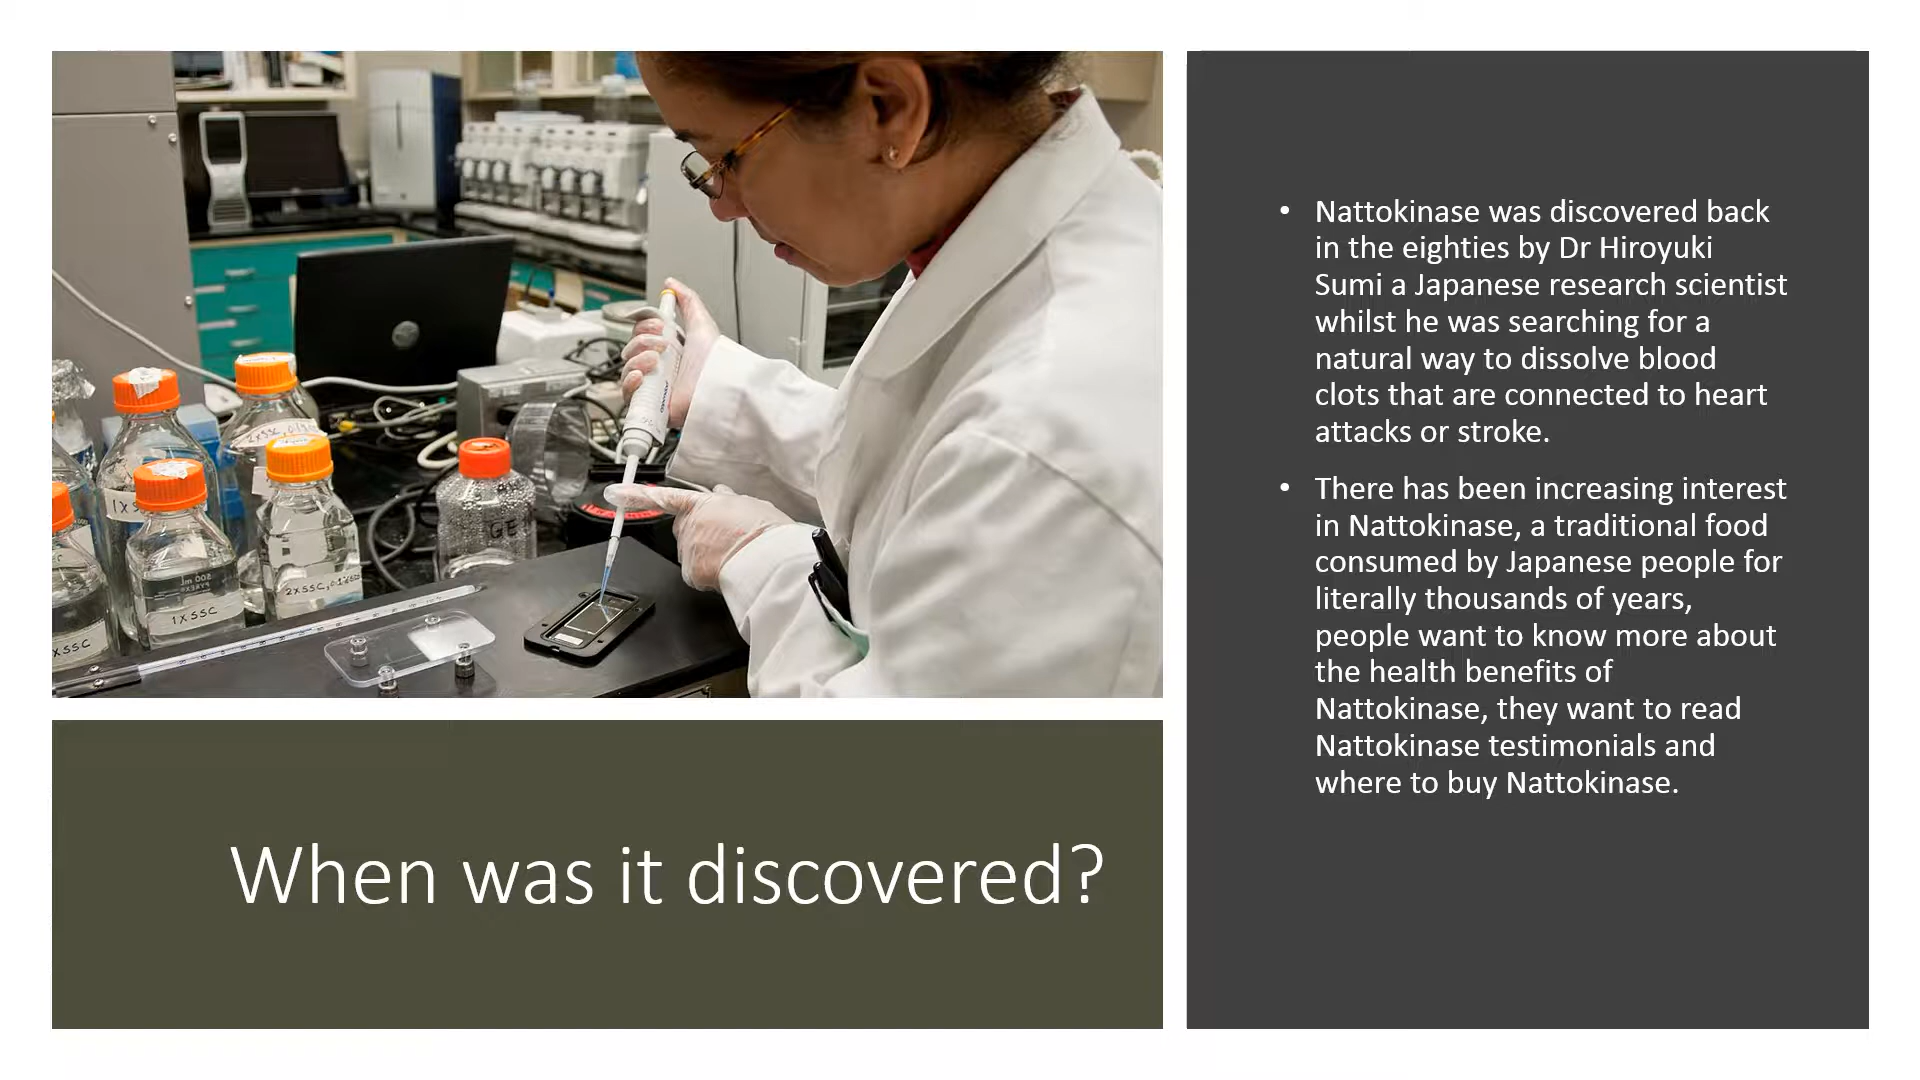 Nattokinase was discovered back
in the eighties by Dr Hiroyuki
Sumi a Japanese research scientist
whilst he was searching for a
natural way to dissolve blood
clots that are connected to heart
attacks or stroke.
There has been increasing interest
in Nattokinase, a traditional food
consumed by Japanese people for
literally thousands of years,
people want to know more about
the health benefits of
Nattokinase, they want to read
Nattokinase testimonials and
where to buy Nattokinase.
When was it discovered?
GE
1XSSC